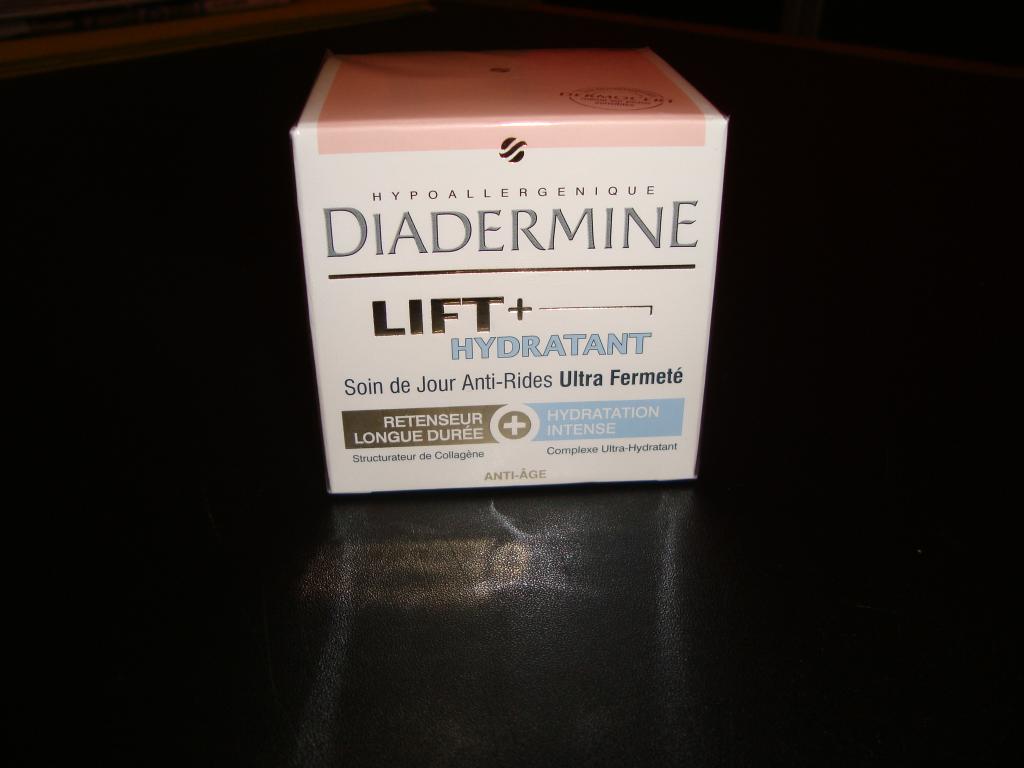 DERMOCERT
HYPOALLERGENIQUE
DIADERMINE
LIFT+
HYDRATANT
Soin de Jour Anti-Rides Ultra Fermeté
RETENSEUR LONGUE DURÉE + HYDRATATION INTENSE
Structurateur de Collagène Complexe Ultra-Hydratant
ANTI-ÂGE